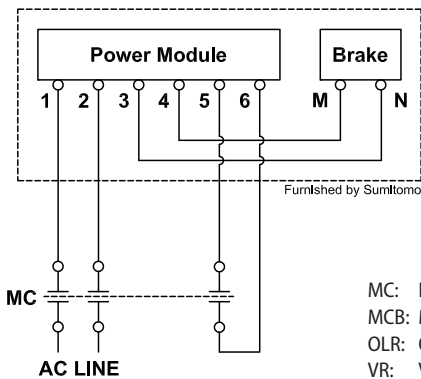 Power Module
Brake
1 2 3 4 5 6 M N
Furnished by Sumitomo
MC
MC:
MCB:
OLR:
VR:
AC LINE